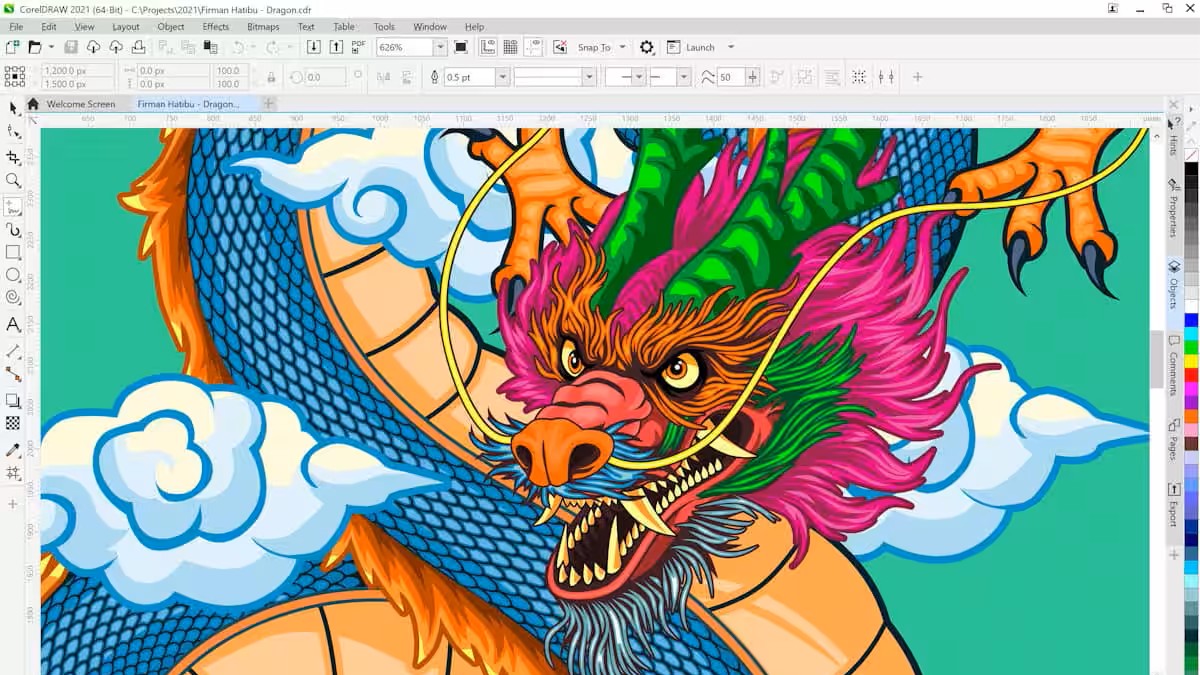 CorelDRAW 2021 (64-Bit) - C:\Projects\2021\Firman Hatibu - Dragon.cdr
File Edit View Layout Object Effects Bitmaps Text Table Tools Window Help
PDF 626% Snap To Launch
1,200.0 px 0.0 px 100.0 0.0 0.5 pt 50
1,500.0 px 0.0 px 100.0
Welcome Screen Firman Hatibu - Dragon...
650 700 750 800 850 900 950 1000 1050 1100 1150 1200 1250 1300 1350 1400 1450 1500 1550 1600 1650 1700 1750 1800 1850
Hints
Properties
Objects
Comments
Pages
Export